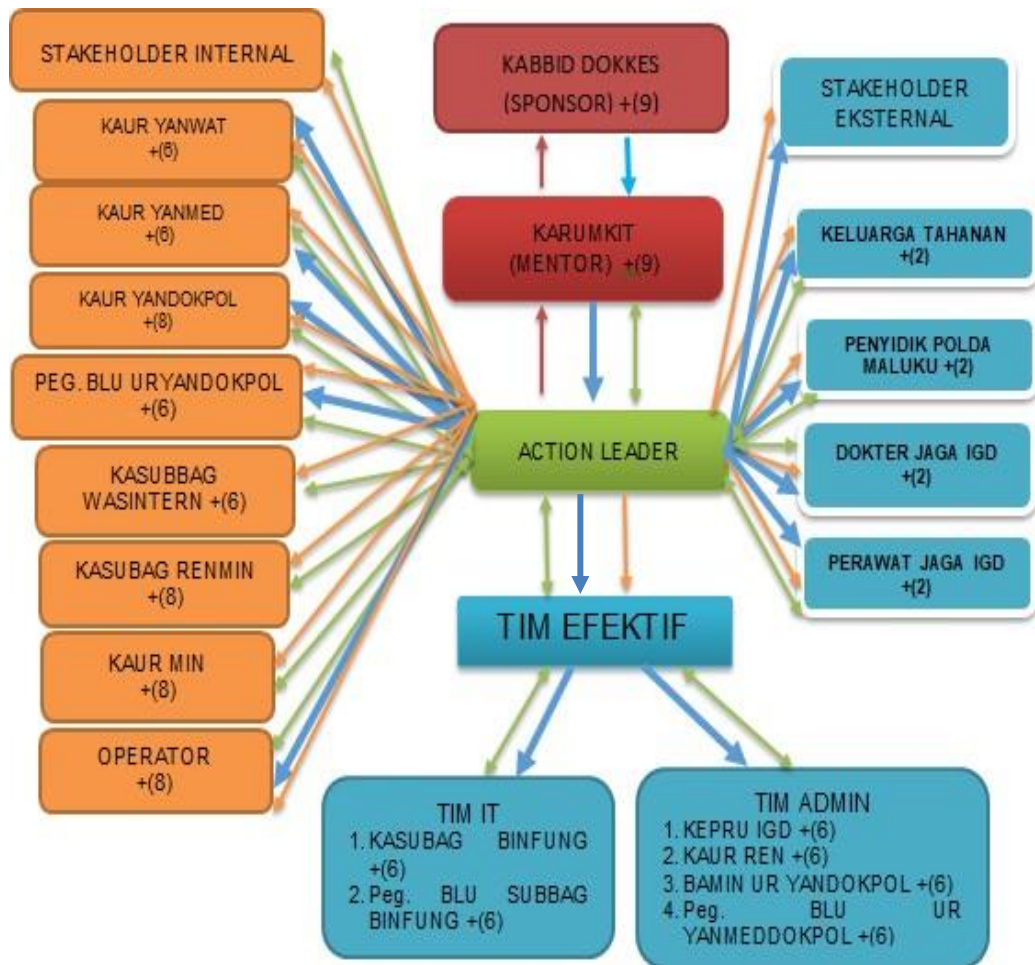 STAKEHOLDER INTERNAL
KAUR YANWAT
+(6)
KAUR YANMED
+(6)
KAUR YANDOKPOL
+(8)
PEG. BLU URYANDOKPOL
+(6)
KASUBBAG
WASINTERN +(6)
KASUBAG RENMIN
+(8)
KAUR MIN
+(8)
OPERATOR
+(8)
KABBID DOKKES
(SPONSOR) +(9)
KARUMKIT
(MENTOR) +(9)
ACTION LEADER
TIM EFEKTIF
TIM IT
1. KASUBAG BINFUNG
+(6)
2. Peg. BLU SUBBAG
BINFUNG +(6)
TIM ADMIN
1. KEPRU IGD +(6)
2. KAUR REN +(6)
3. BAMIN UR YANDOKPOL +(6)
4. Peg. BLU UR
YANMEDDOKPOL +(6)
STAKEHOLDER
EKSTERNAL
KELUARGA TAHANAN
+(2)
PENYIDIK POLDA
MALUKU +(2)
DOKTER JAGA IGD
+(2)
PERAWAT JAGA IGD
+(2)